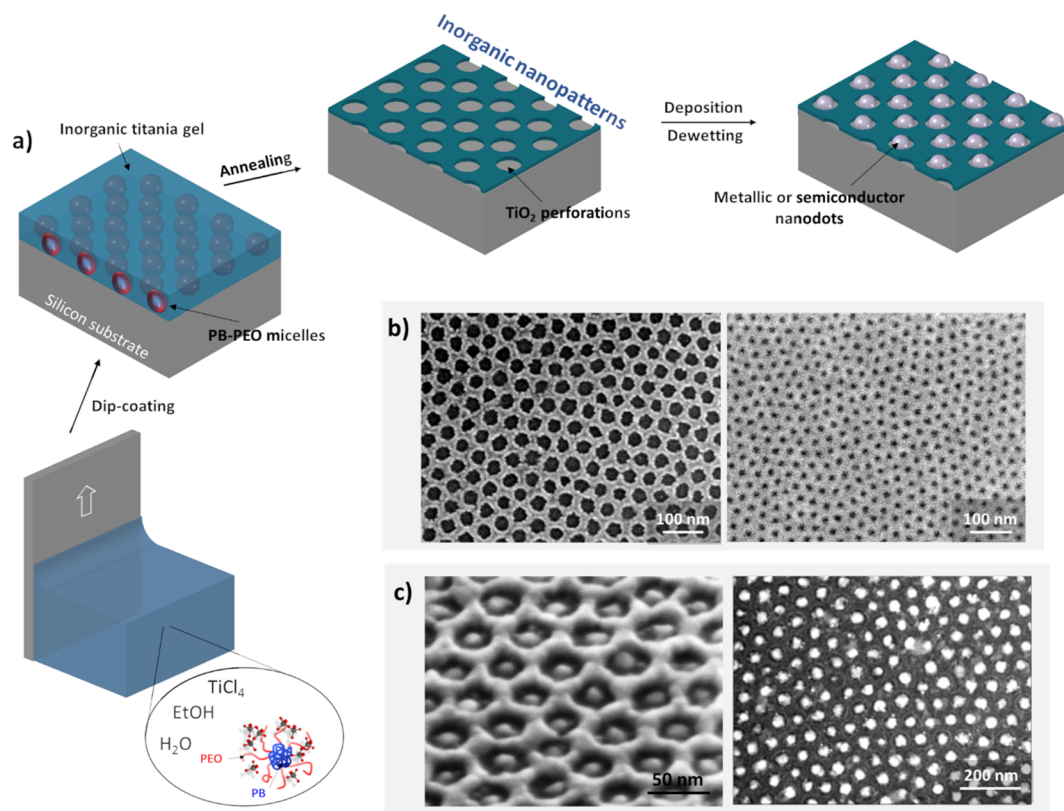 a)
Inorganic titania gel
Annealing
Inorganic nanopatterns
TiO₂ perforations
Deposition
Dewetting
Metallic or semiconductor
nanodots
Silicon substrate
PB-PEO micelles
Dip-coating
TiCl₄
EtOH
H₂O
PEO
PB
b)
100 nm
100 nm
c)
50 nm
200 nm